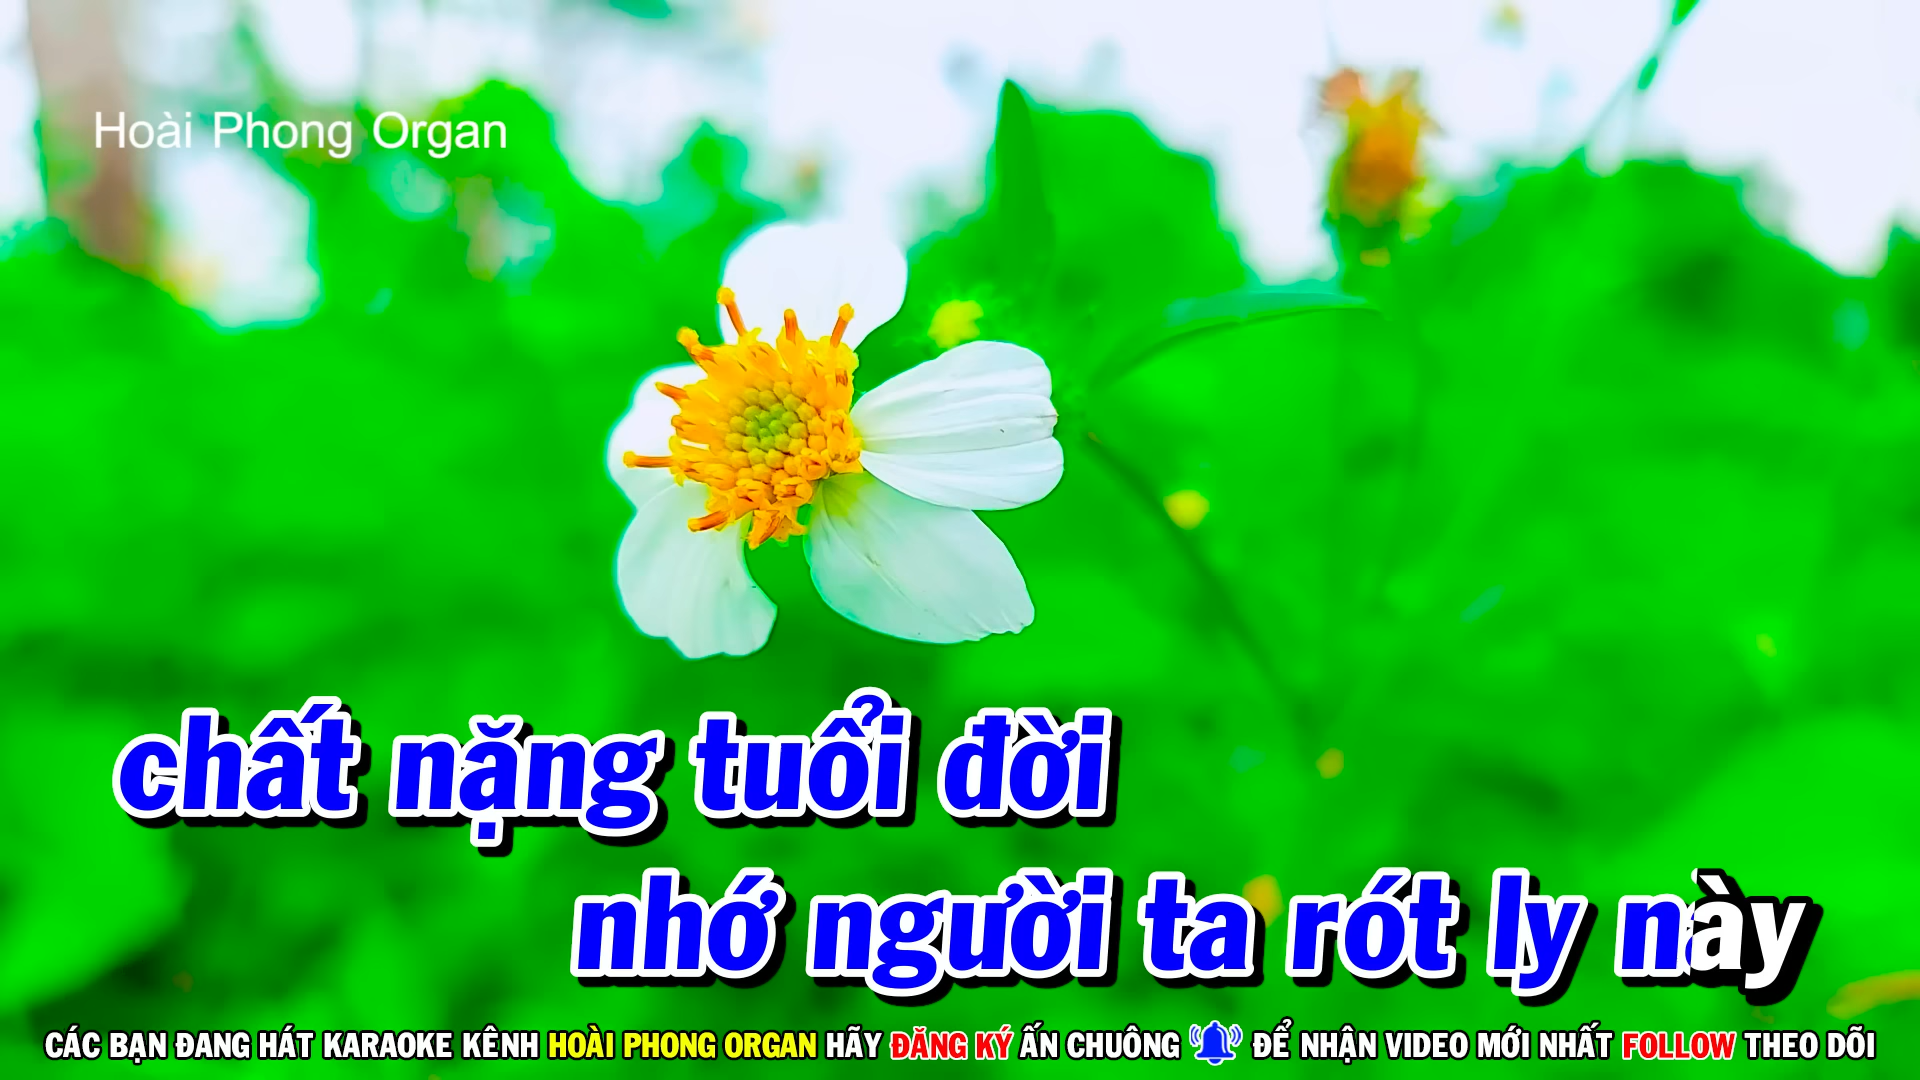 Hoài Phong Organ
chất nặng tuổi đời
nhớ người ta rót ly này
CÁC BẠN ĐANG HÁT KARAOKE KÊNH HOÀI PHONG ORGAN HÃY ĐĂNG KÝ ẤN CHUÔNG ĐỂ NHẬN VIDEO MỚI NHẤT FOLLOW THEO DÕI